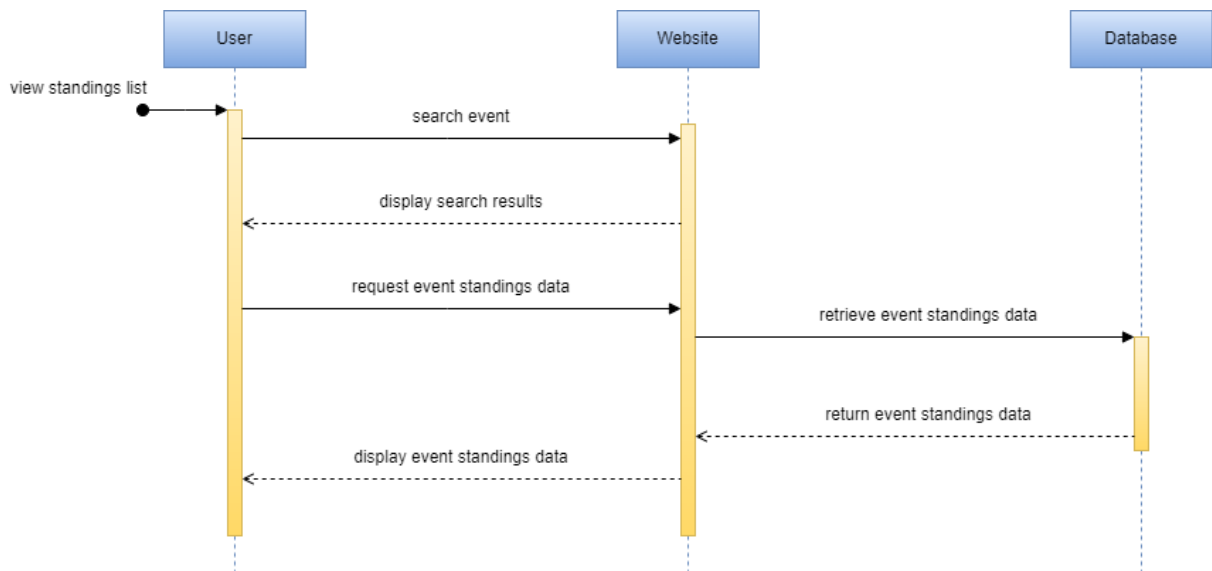 User
Website
Database
view standings list
search event
display search results
request event standings data
retrieve event standings data
return event standings data
display event standings data